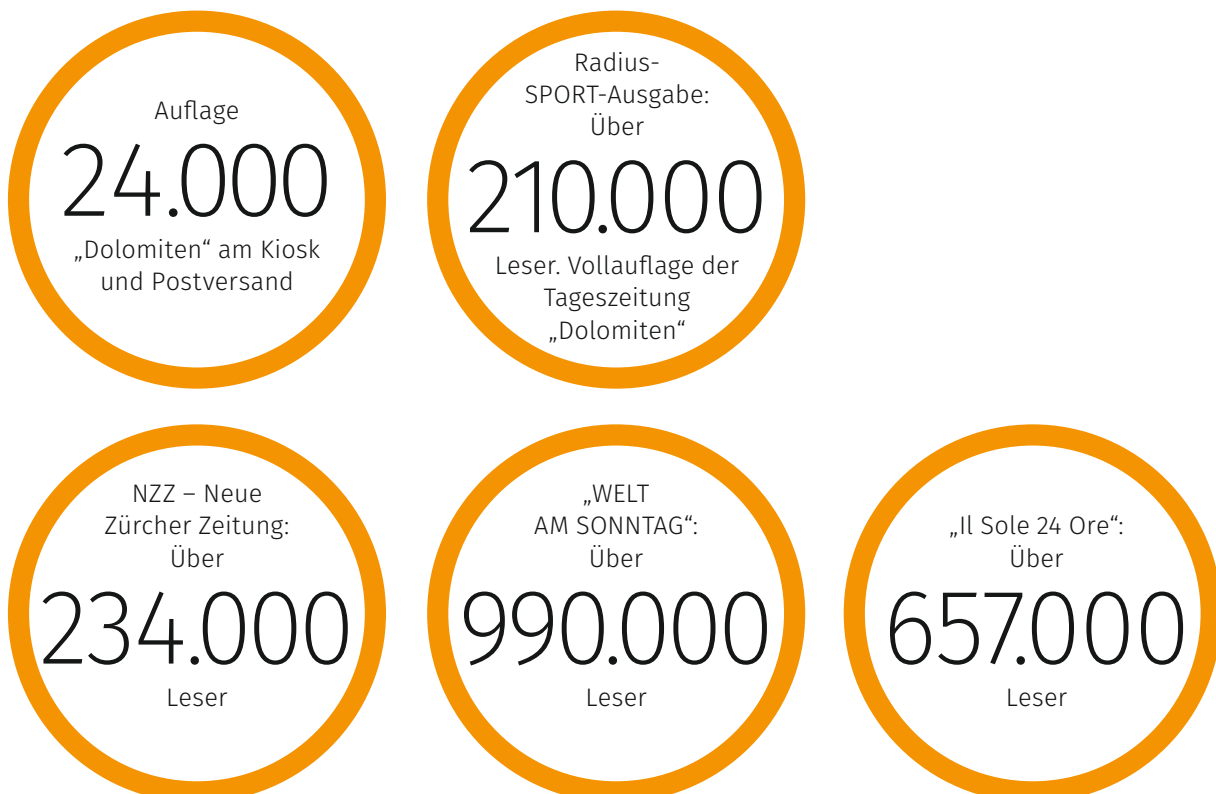 Auflage
24.000
„Dolomiten“ am Kiosk
und Postversand
Radius-
SPORT-Ausgabe:
Über
210.000
Leser. Vollauflage der
Tageszeitung
„Dolomiten“
NZZ – Neue
Zürcher Zeitung:
Über
234.000
Leser
„WELT
AM SONNTAG“:
Über
990.000
Leser
„Il Sole 24 Ore“:
Über
657.000
Leser